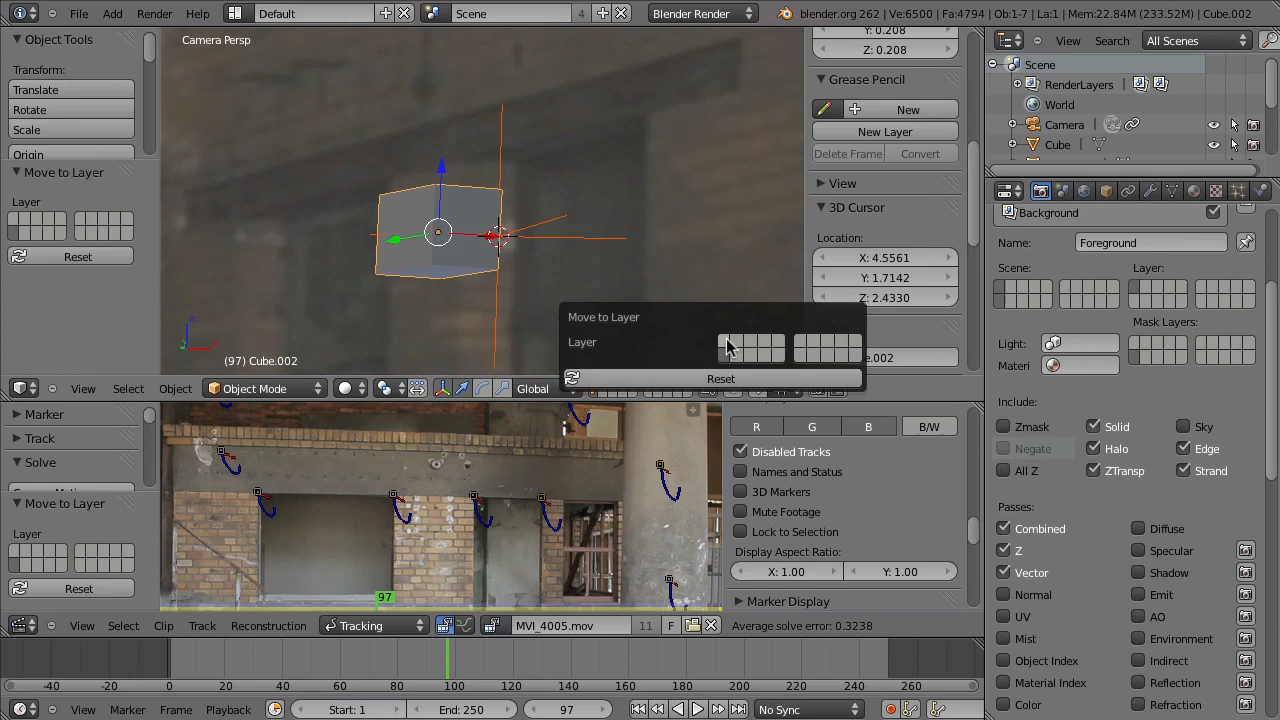 File Add Render Help Default Scene 4 Blender Render blender.org 262 | Ve:6500 | Fa:4794 | Ob:1-7 | La:1 | Mem:22.84M (233.52M) | Cube.002
Object Tools
Transform:
Translate
Rotate
Scale
Origin
Move to Layer
Layer
Reset
Camera Persp
z
x
(97) Cube.002
Y: 0.208
Z: 0.208
Grease Pencil
New
New Layer
Delete Frame Convert
View
3D Cursor
Location:
X: 4.5561
Y: 1.7142
Z: 2.4330
e.002
Move to Layer
Layer
Reset
View Select Object Object Mode Global
Marker
Track
Solve
Move to Layer
Layer
Reset
97
R G B B/W
Disabled Tracks
Names and Status
3D Markers
Mute Footage
Lock to Selection
Display Aspect Ratio:
X: 1.00 Y: 1.00
Marker Display
View Select Clip Track Reconstruction Tracking MVI_4005.mov 11 F Average solve error: 0.3238
-40 -20 0 20 40 60 80 100 120 140 160 180 200 220 240 260
View Marker Frame Playback Start: 1 End: 250 97 No Sync
View Search All Scenes
Scene
RenderLayers
World
Camera
Cube
Background
Name: Foreground
Scene: Layer:
Mask Layers:
Light:
Materi
Include:
Zmask Solid Sky
Negate Halo Edge
All Z ZTransp Strand
Passes:
Combined Diffuse
Z Specular
Vector Shadow
Normal Emit
UV AO
Mist Environment
Object Index Indirect
Material Index Reflection
Color Refraction